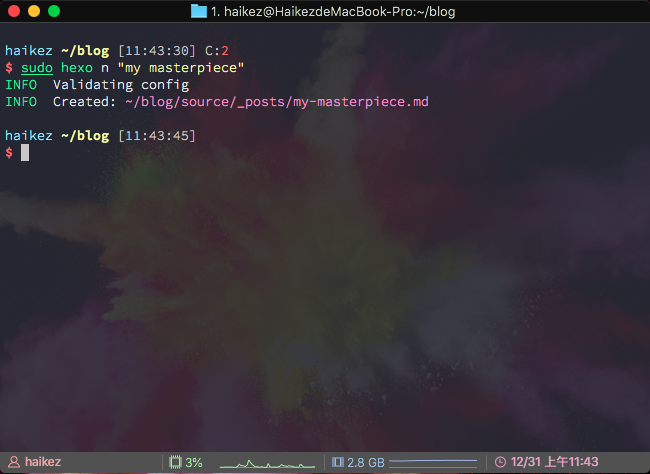 1. haikez@HaikezdeMacBook-Pro:~/blog
haikez ~/blog [11:43:30] C:2
$ sudo hexo n "my masterpiece"
INFO  Validating config
INFO  Created: ~/blog/source/_posts/my-masterpiece.md
haikez ~/blog [11:43:45]
$
haikez 3% 2.8 GB 12/31 上午11:43